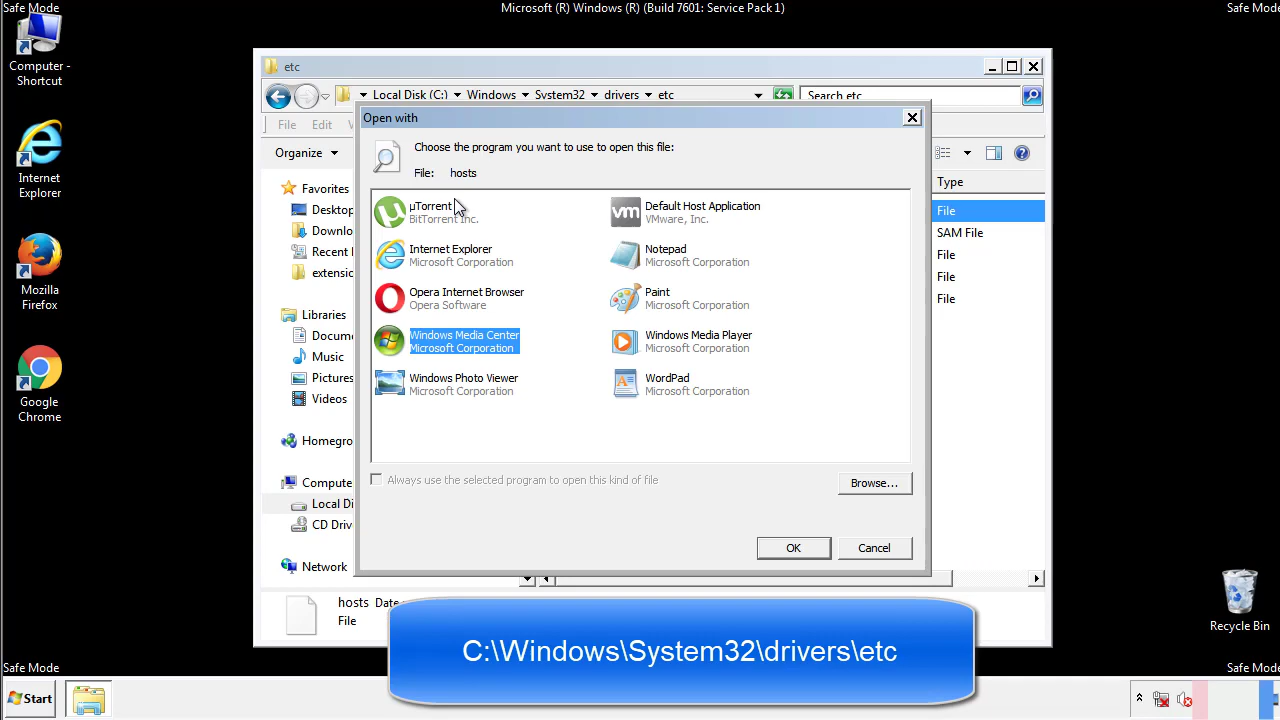 Safe Mode
Microsoft (R) Windows (R) (Build 7601: Service Pack 1)
Safe Mode
Computer - Shortcut
Internet Explorer
Mozilla Firefox
Google Chrome
Recycle Bin
etc
Local Disk (C:) Windows System32 drivers etc
Search etc
File Edit
Organize
Favorites
Desktop
Recent
Libraries
Music
Pictures
Videos
Computer
Network
Type
File
SAM File
File
File
File
Open with
Choose the program you want to use to open this file:
File: hosts
µTorrent
BitTorrent Inc.
Default Host Application
VMware, Inc.
Internet Explorer
Microsoft Corporation
Notepad
Microsoft Corporation
Opera Internet Browser
Opera Software
Paint
Microsoft Corporation
Windows Media Center
Microsoft Corporation
Windows Media Player
Microsoft Corporation
Windows Photo Viewer
Microsoft Corporation
WordPad
Microsoft Corporation
Always use the selected program to open this kind of file
Browse...
OK
Cancel
hosts Date
File
C:\Windows\System32\drivers\etc
Safe Mode
Safe Mode
Start